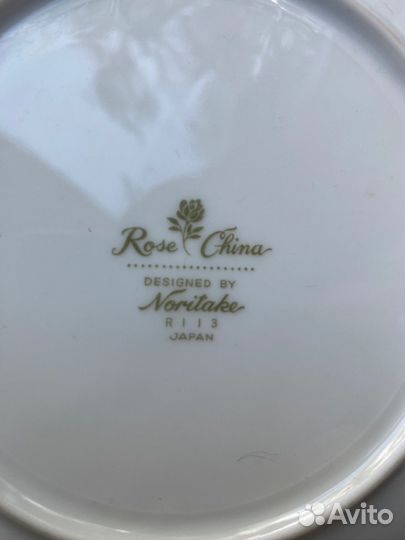 Rose China
DESIGNED BY
Noritake
R113
JAPAN
Avito